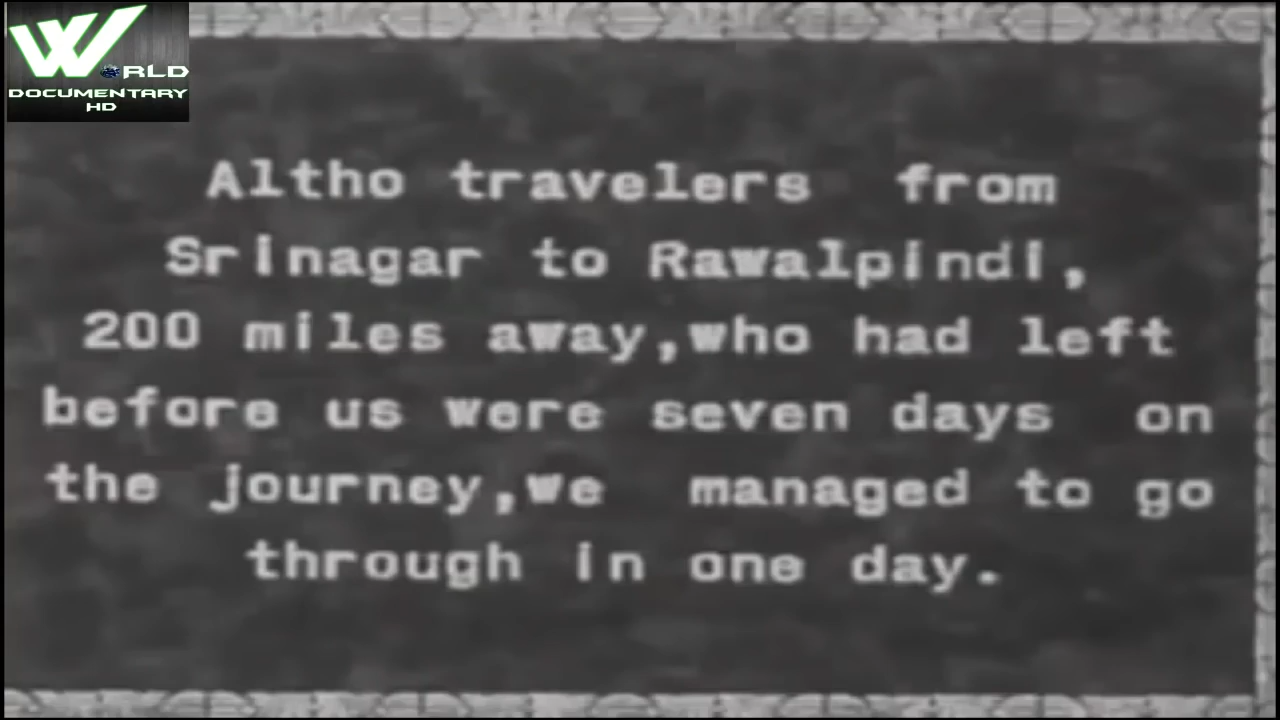 WORLD
DOCUMENTARY
HD
Altho travelers from
Srinagar to Rawalpindi,
200 miles away,who had left
before us were seven days on
the journey,we managed to go
through in one day.